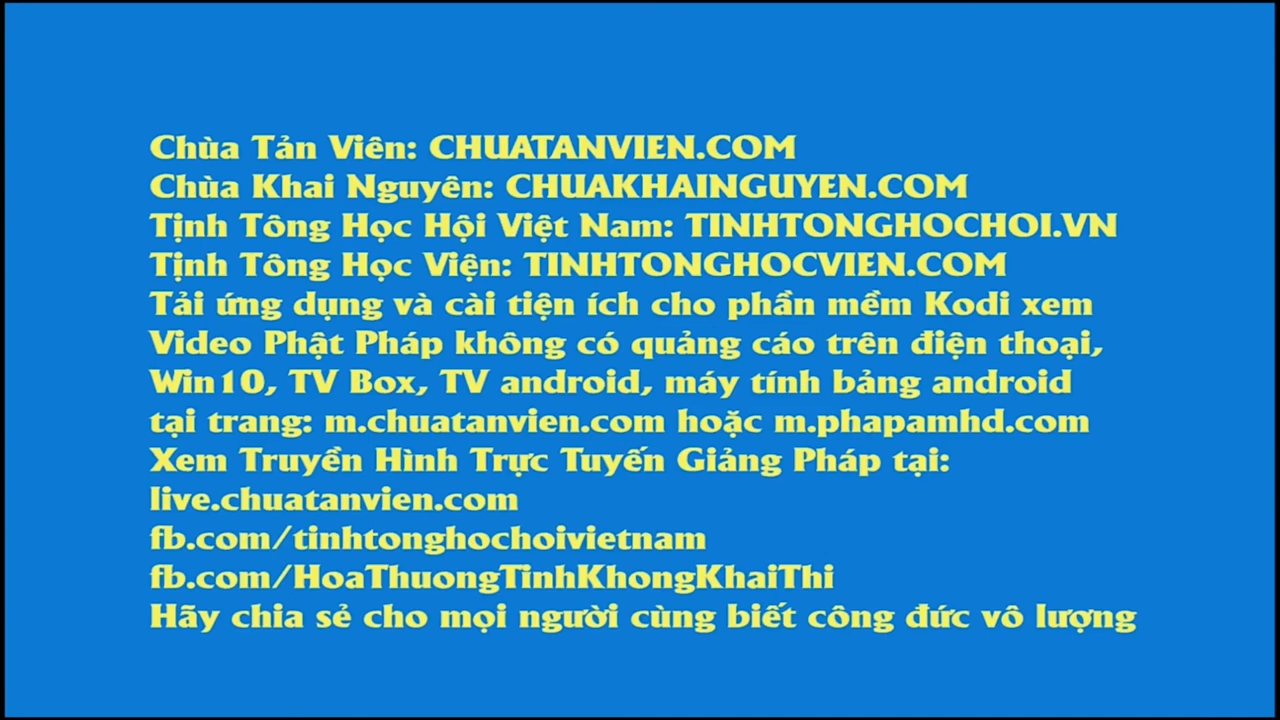 Chùa Tản Viên: CHUATANVIEN.COM
Chùa Khai Nguyên: CHUAKHAINGUYEN.COM
Tịnh Tông Học Hội Việt Nam: TINHTONGHOCHOI.VN
Tịnh Tông Học Viện: TINHTONGHOCVIEN.COM
Tải ứng dụng và cài tiện ích cho phần mềm Kodi xem
Video Phật Pháp không có quảng cáo trên điện thoại,
Win10, TV Box, TV android, máy tính bảng android
tại trang: m.chuatanvien.com hoặc m.phapamhd.com
Xem Truyền Hình Trực Tuyến Giảng Pháp tại:
live.chuatanvien.com
fb.com/tinhtonghochoivietnam
fb.com/HoaThuongTinhKhongKhaiThi
Hãy chia sẻ cho mọi người cùng biết công đức vô lượng